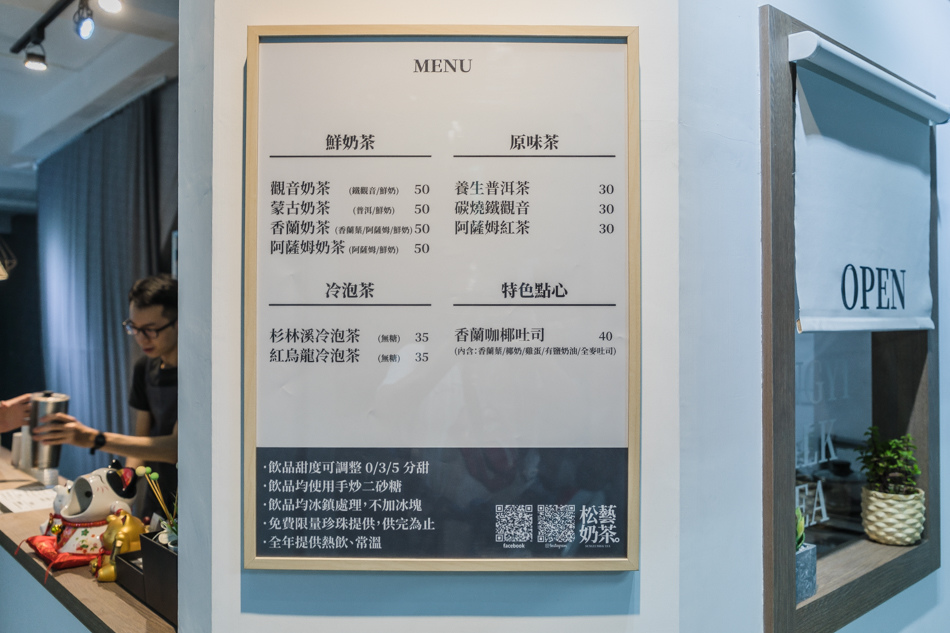 MENU
鮮奶茶
觀音奶茶 (鐵觀音/鮮奶) 50
蒙古奶茶 (普洱/鮮奶) 50
香蘭奶茶 (香蘭葉/阿薩姆/鮮奶) 50
阿薩姆奶茶 (阿薩姆/鮮奶) 50
原味茶
養生普洱茶 30
碳燒鐵觀音 30
阿薩姆紅茶 30
冷泡茶
杉林溪冷泡茶 (無糖) 35
紅烏龍冷泡茶 (無糖) 35
特色點心
香蘭咖椰吐司 40
(內含:香蘭葉/椰奶/雞蛋/有鹽奶油/全麥吐司)
·飲品甜度可調整 0/3/5 分甜
·飲品均使用手炒二砂糖
·飲品均冰鎮處理,不加冰塊
·免費限量珍珠提供,供完為止
·全年提供熱飲、常溫
facebook
Instagram
松藝
奶茶。
OPEN